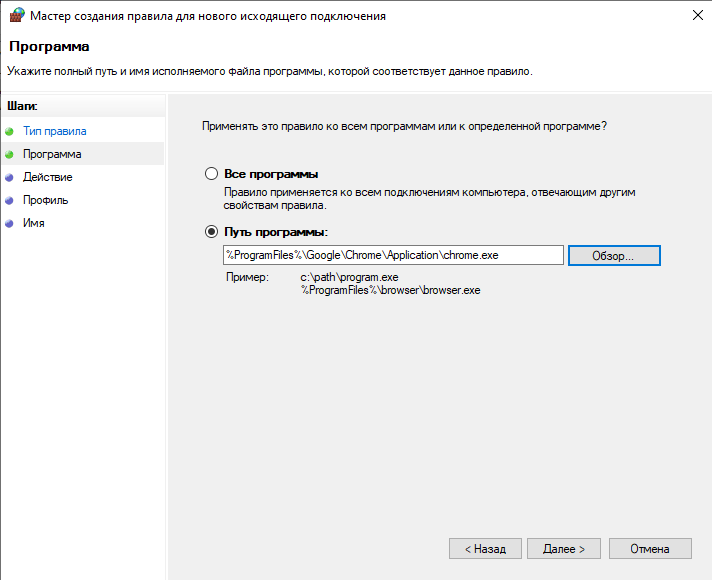 Мастер создания правила для нового исходящего подключения
Программа
Укажите полный путь и имя исполняемого файла программы, которой соответствует данное правило.
Шаги:
Тип правила
Программа
Действие
Профиль
Имя
Применять это правило ко всем программам или к определенной программе?
Все программы
Правило применяется ко всем подключениям компьютера, отвечающим другим
свойствам правила.
Путь программы:
%ProgramFiles%\Google\Chrome\Application\chrome.exe
Обзор...
Пример:
c:\path\program.exe
%ProgramFiles%\browser\browser.exe
< Назад
Далее >
Отмена